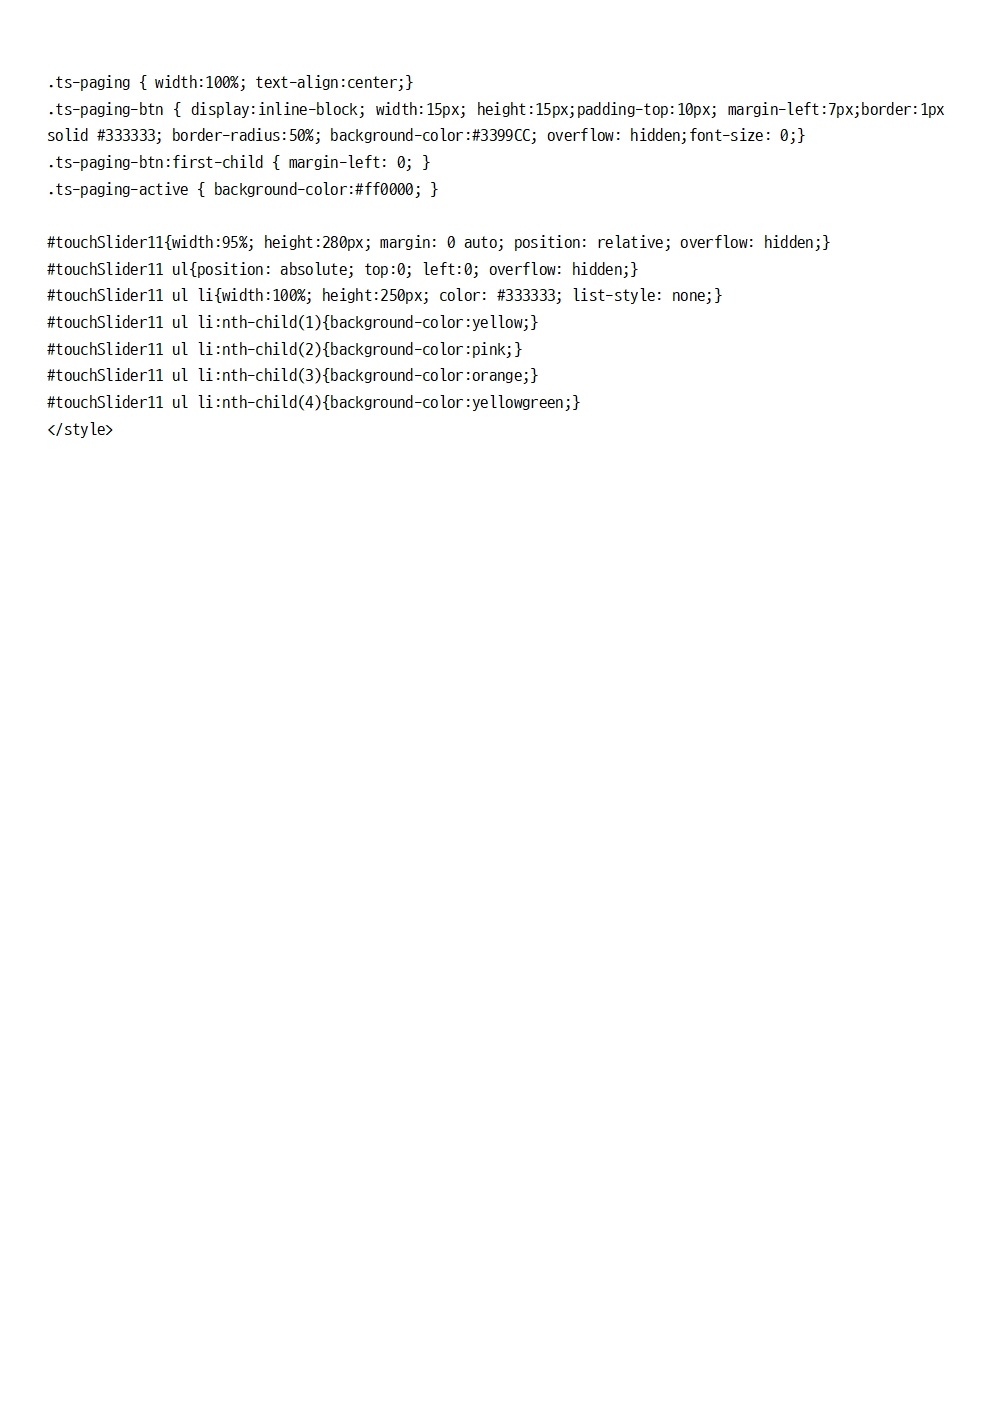 .ts-paging { width:100%; text-align:center;}
.ts-paging-btn { display:inline-block; width:15px; height:15px;padding-top:10px; margin-left:7px;border:1px
solid #333333; border-radius:50%; background-color:#3399CC; overflow: hidden;font-size: 0;}
.ts-paging-btn:first-child { margin-left: 0; }
.ts-paging-active { background-color:#ff0000; }

#touchSlider11{width:95%; height:280px; margin: 0 auto; position: relative; overflow: hidden;}
#touchSlider11 ul{position: absolute; top:0; left:0; overflow: hidden;}
#touchSlider11 ul li{width:100%; height:250px; color: #333333; list-style: none;}
#touchSlider11 ul li:nth-child(1){background-color:yellow;}
#touchSlider11 ul li:nth-child(2){background-color:pink;}
#touchSlider11 ul li:nth-child(3){background-color:orange;}
#touchSlider11 ul li:nth-child(4){background-color:yellowgreen;}
</style>